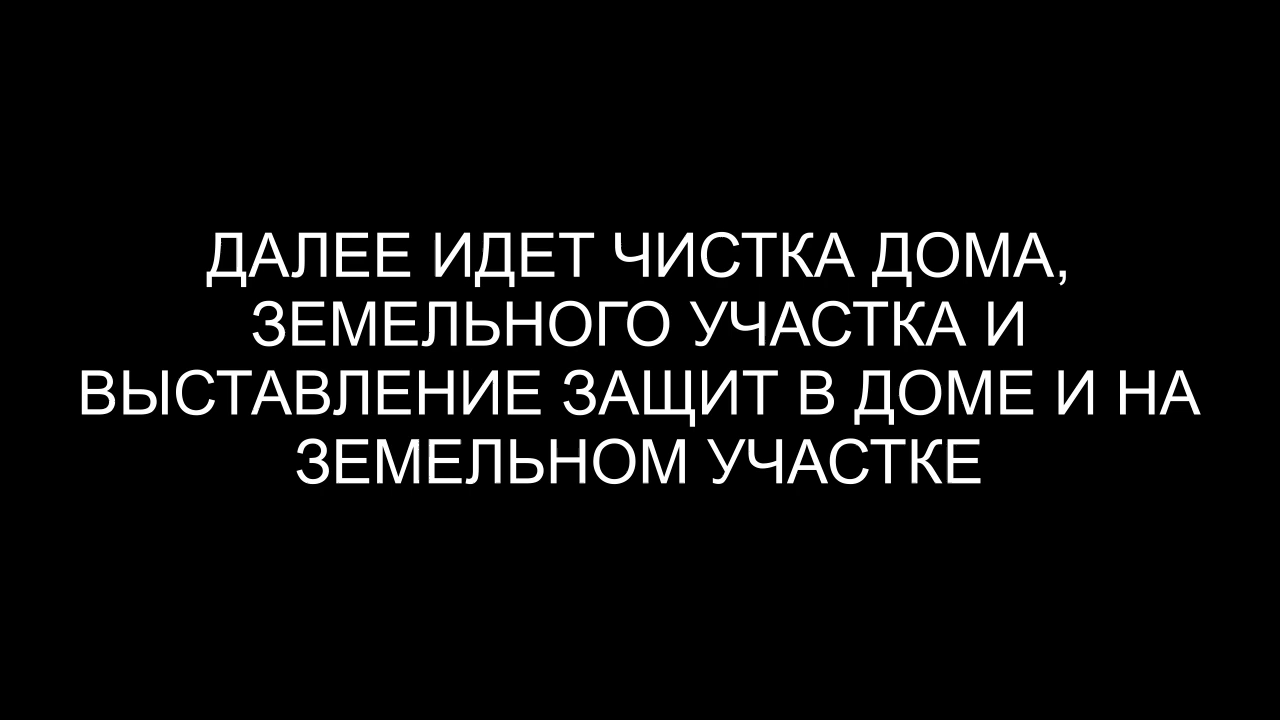 ДАЛЕЕ ИДЕТ ЧИСТКА ДОМА,
ЗЕМЕЛЬНОГО УЧАСТКА И
ВЫСТАВЛЕНИЕ ЗАЩИТ В ДОМЕ И НА
ЗЕМЕЛЬНОМ УЧАСТКЕ